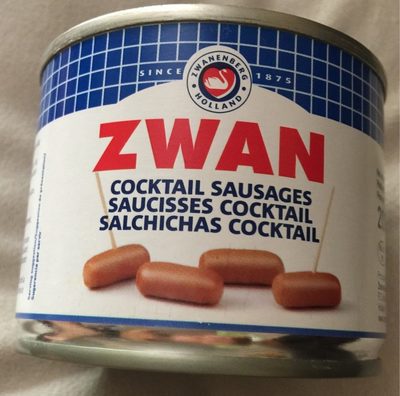 ZWANENBERG
SINCE 1875
HOLLAND
ZWAN
COCKTAIL SAUSAGES
SAUCISSES COCKTAIL
SALCHICHAS COCKTAIL